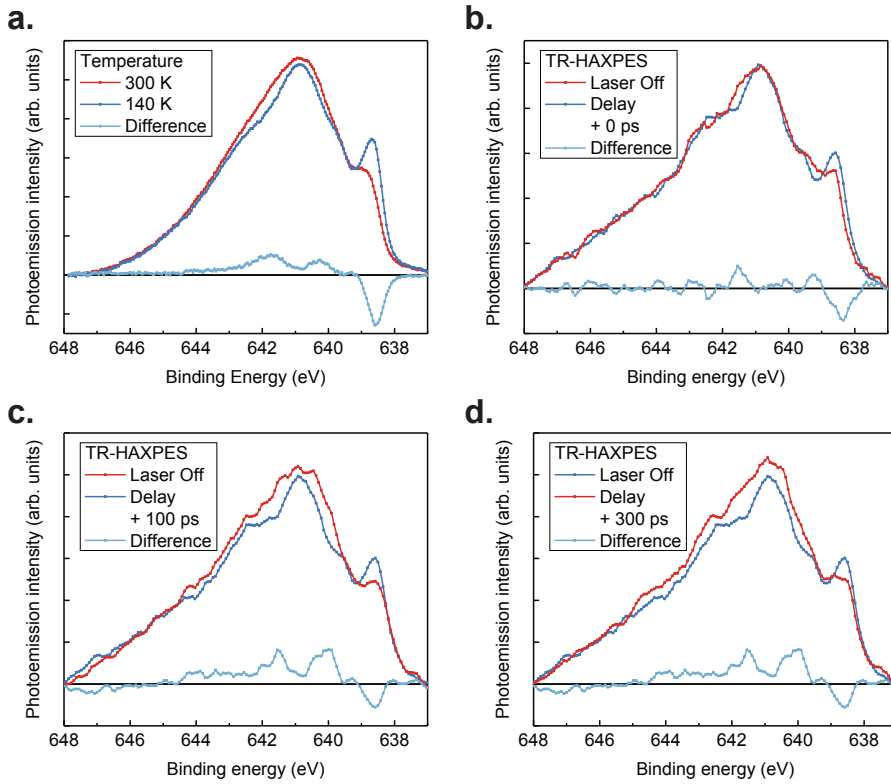 a.
Photoemission intensity (arb. units)
Temperature
300 K
140 K
Difference
648 646 644 642 640 638
Binding Energy (eV)
b.
Photoemission intensity (arb. units)
TR-HAXPES
Laser Off
Delay
+ 0 ps
Difference
648 646 644 642 640 638
Binding energy (eV)
c.
Photoemission intensity (arb. units)
TR-HAXPES
Laser Off
Delay
+ 100 ps
Difference
648 646 644 642 640 638
Binding energy (eV)
d.
Photoemission intensity (arb. units)
TR-HAXPES
Laser Off
Delay
+ 300 ps
Difference
648 646 644 642 640 638
Binding energy (eV)